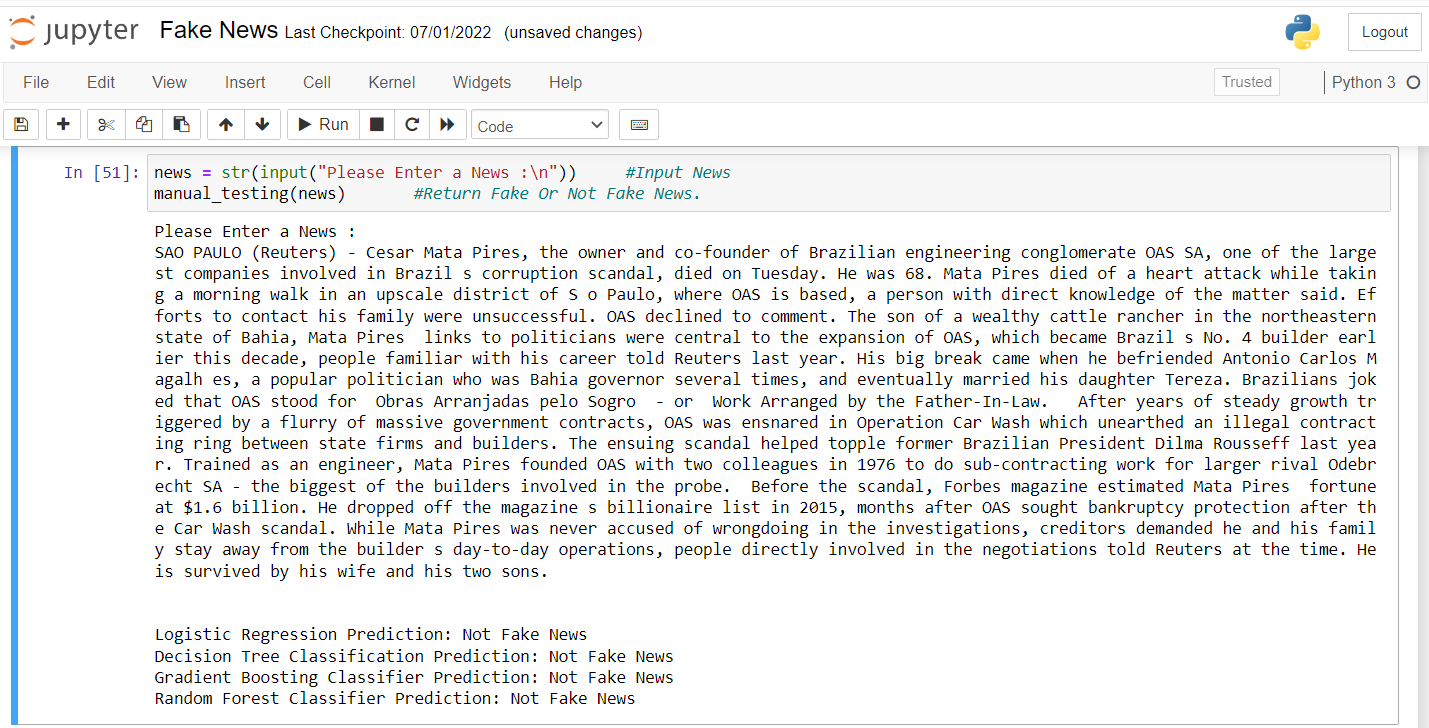 jupyter Fake News Last Checkpoint: 07/01/2022 (unsaved changes) Logout
File Edit View Insert Cell Kernel Widgets Help Trusted Python 3
Run Code
In [51]: news = str(input("Please Enter a News :\n")) #Input News
manual_testing(news) #Return Fake Or Not Fake News.
Please Enter a News :
SAO PAULO (Reuters) - Cesar Mata Pires, the owner and co-founder of Brazilian engineering conglomerate OAS SA, one of the large
st companies involved in Brazil s corruption scandal, died on Tuesday. He was 68. Mata Pires died of a heart attack while takin
g a morning walk in an upscale district of S o Paulo, where OAS is based, a person with direct knowledge of the matter said. Ef
forts to contact his family were unsuccessful. OAS declined to comment. The son of a wealthy cattle rancher in the northeastern
state of Bahia, Mata Pires  links to politicians were central to the expansion of OAS, which became Brazil s No. 4 builder earl
ier this decade, people familiar with his career told Reuters last year. His big break came when he befriended Antonio Carlos M
agalh es, a popular politician who was Bahia governor several times, and eventually married his daughter Tereza. Brazilians jok
ed that OAS stood for  Obras Arranjadas pelo Sogro  - or  Work Arranged by the Father-In-Law.   After years of steady growth tr
iggered by a flurry of massive government contracts, OAS was ensnared in Operation Car Wash which unearthed an illegal contract
ing ring between state firms and builders. The ensuing scandal helped topple former Brazilian President Dilma Rousseff last yea
r. Trained as an engineer, Mata Pires founded OAS with two colleagues in 1976 to do sub-contracting work for larger rival Odebr
echt SA - the biggest of the builders involved in the probe.  Before the scandal, Forbes magazine estimated Mata Pires  fortune
at $1.6 billion. He dropped off the magazine s billionaire list in 2015, months after OAS sought bankruptcy protection after th
e Car Wash scandal. While Mata Pires was never accused of wrongdoing in the investigations, creditors demanded he and his famil
y stay away from the builder s day-to-day operations, people directly involved in the negotiations told Reuters at the time. He
is survived by his wife and his two sons.
Logistic Regression Prediction: Not Fake News
Decision Tree Classification Prediction: Not Fake News
Gradient Boosting Classifier Prediction: Not Fake News
Random Forest Classifier Prediction: Not Fake News